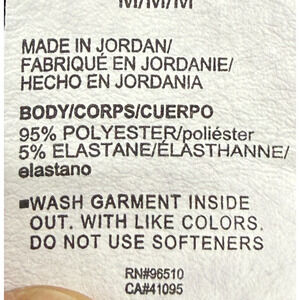 M/M/M
MADE IN JORDAN/
FABRIQUÉ EN JORDANIE/
HECHO EN JORDANIA
BODY/CORPS/CUERPO
95% POLYESTER/poliéster
5% ELASTANE/ÉLASTHANNE/
elastano
■WASH GARMENT INSIDE
OUT. WITH LIKE COLORS.
DO NOT USE SOFTENERS
RN#96510
CA#41095